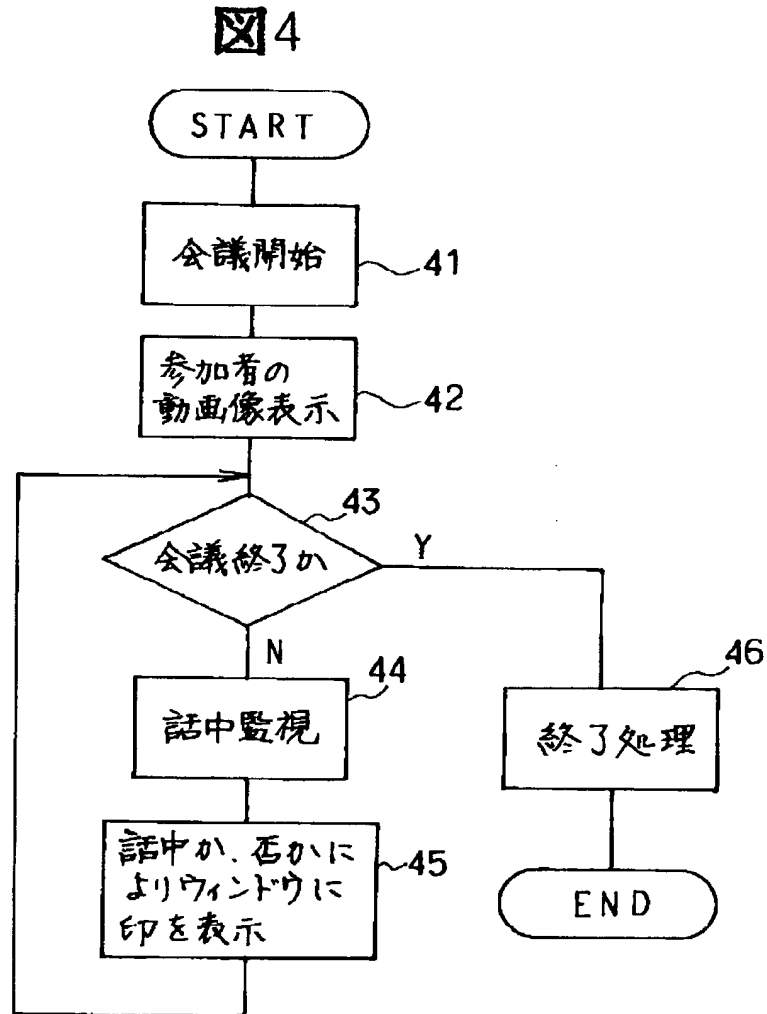 図4
START
会議開始
41
参加者の
動画像表示
42
43
会議終了か
Y
N
44
話中監視
46
終了処理
話中か、否かに
よりウィンドウに
印を表示
45
END